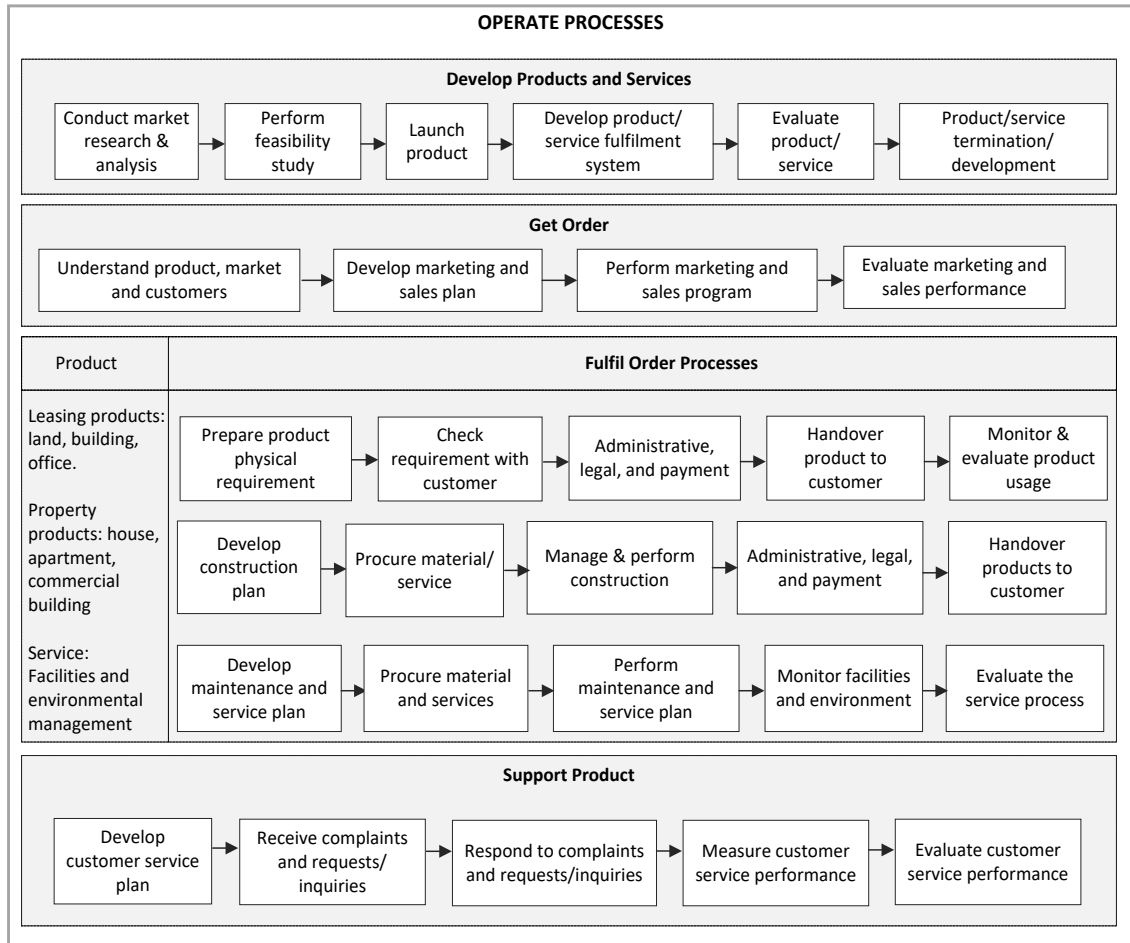 OPERATE PROCESSES
Develop Products and Services
Conduct market
research &
analysis
Perform
feasibility
study
Launch
product
Develop product/
service fulfilment
system
Evaluate
product/
service
Product/service
termination/
development
Get Order
Understand product, market
and customers
Develop marketing and
sales plan
Perform marketing and
sales program
Evaluate marketing and
sales performance
Product
Fulfil Order Processes
Leasing products:
land, building,
office.
Prepare product
physical
requirement
Check
requirement with
customer
Administrative,
legal, and payment
Handover
product to
customer
Monitor &
evaluate product
usage
Property
products: house,
apartment,
commercial
building
Develop
construction
plan
Procure material/
service
Manage & perform
construction
Administrative, legal,
and payment
Handover
products to
customer
Service:
Facilities and
environmental
management
Develop
maintenance and
service plan
Procure material
and services
Perform
maintenance and
service plan
Monitor facilities
and environment
Evaluate the
service process
Support Product
Develop
customer service
plan
Receive complaints
and requests/
inquiries
Respond to complaints
and requests/inquiries
Measure customer
service performance
Evaluate customer
service performance